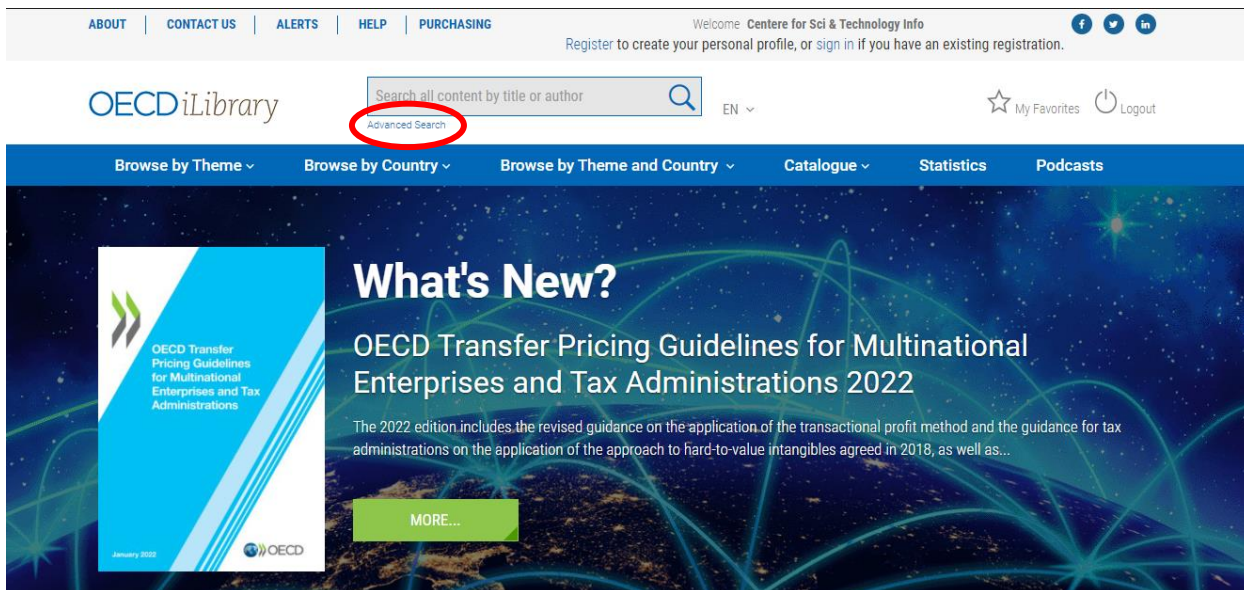 ABOUT | CONTACT US | ALERTS | HELP | PURCHASING
Welcome Centere for Sci & Technology Info
Register to create your personal profile, or sign in if you have an existing registration.
OECD iLibrary
Search all content by title or author
Advanced Search
EN
My Favorites
Logout
Browse by Theme
Browse by Country
Browse by Theme and Country
Catalogue
Statistics
Podcasts
OECD Transfer
Pricing Guidelines
for Multinational
Enterprises and Tax
Administrations
January 2022
OECD
What's New?
OECD Transfer Pricing Guidelines for Multinational
Enterprises and Tax Administrations 2022
The 2022 edition includes the revised guidance on the application of the transactional profit method and the guidance for tax
administrations on the application of the approach to hard-to-value intangibles agreed in 2018, as well as...
MORE...